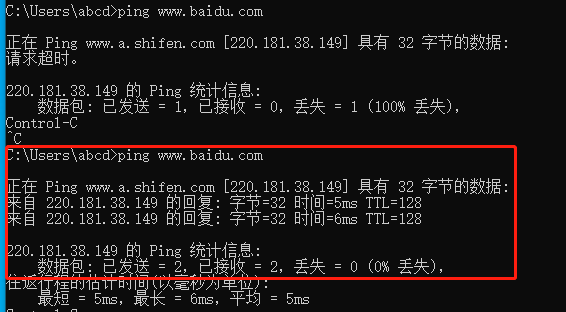 C:\Users\abcd>ping www.baidu.com
正在 Ping www.a.shifen.com [220.181.38.149] 具有 32 字节的数据:
请求超时。
220.181.38.149 的 Ping 统计信息:
数据包: 已发送 = 1，已接收 = 0，丢失 = 1 (100% 丢失)，
Control-C
^C
C:\Users\abcd>ping www.baidu.com
正在 Ping www.a.shifen.com [220.181.38.149] 具有 32 字节的数据:
来自 220.181.38.149 的回复: 字节=32 时间=5ms TTL=128
来自 220.181.38.149 的回复: 字节=32 时间=6ms TTL=128
220.181.38.149 的 Ping 统计信息:
数据包: 已发送 = 2，已接收 = 2，丢失 = 0 (0% 丢失)，
往返行程的估计时间(以毫秒为单位):
最短 = 5ms，最长 = 6ms，平均 = 5ms
Control-C